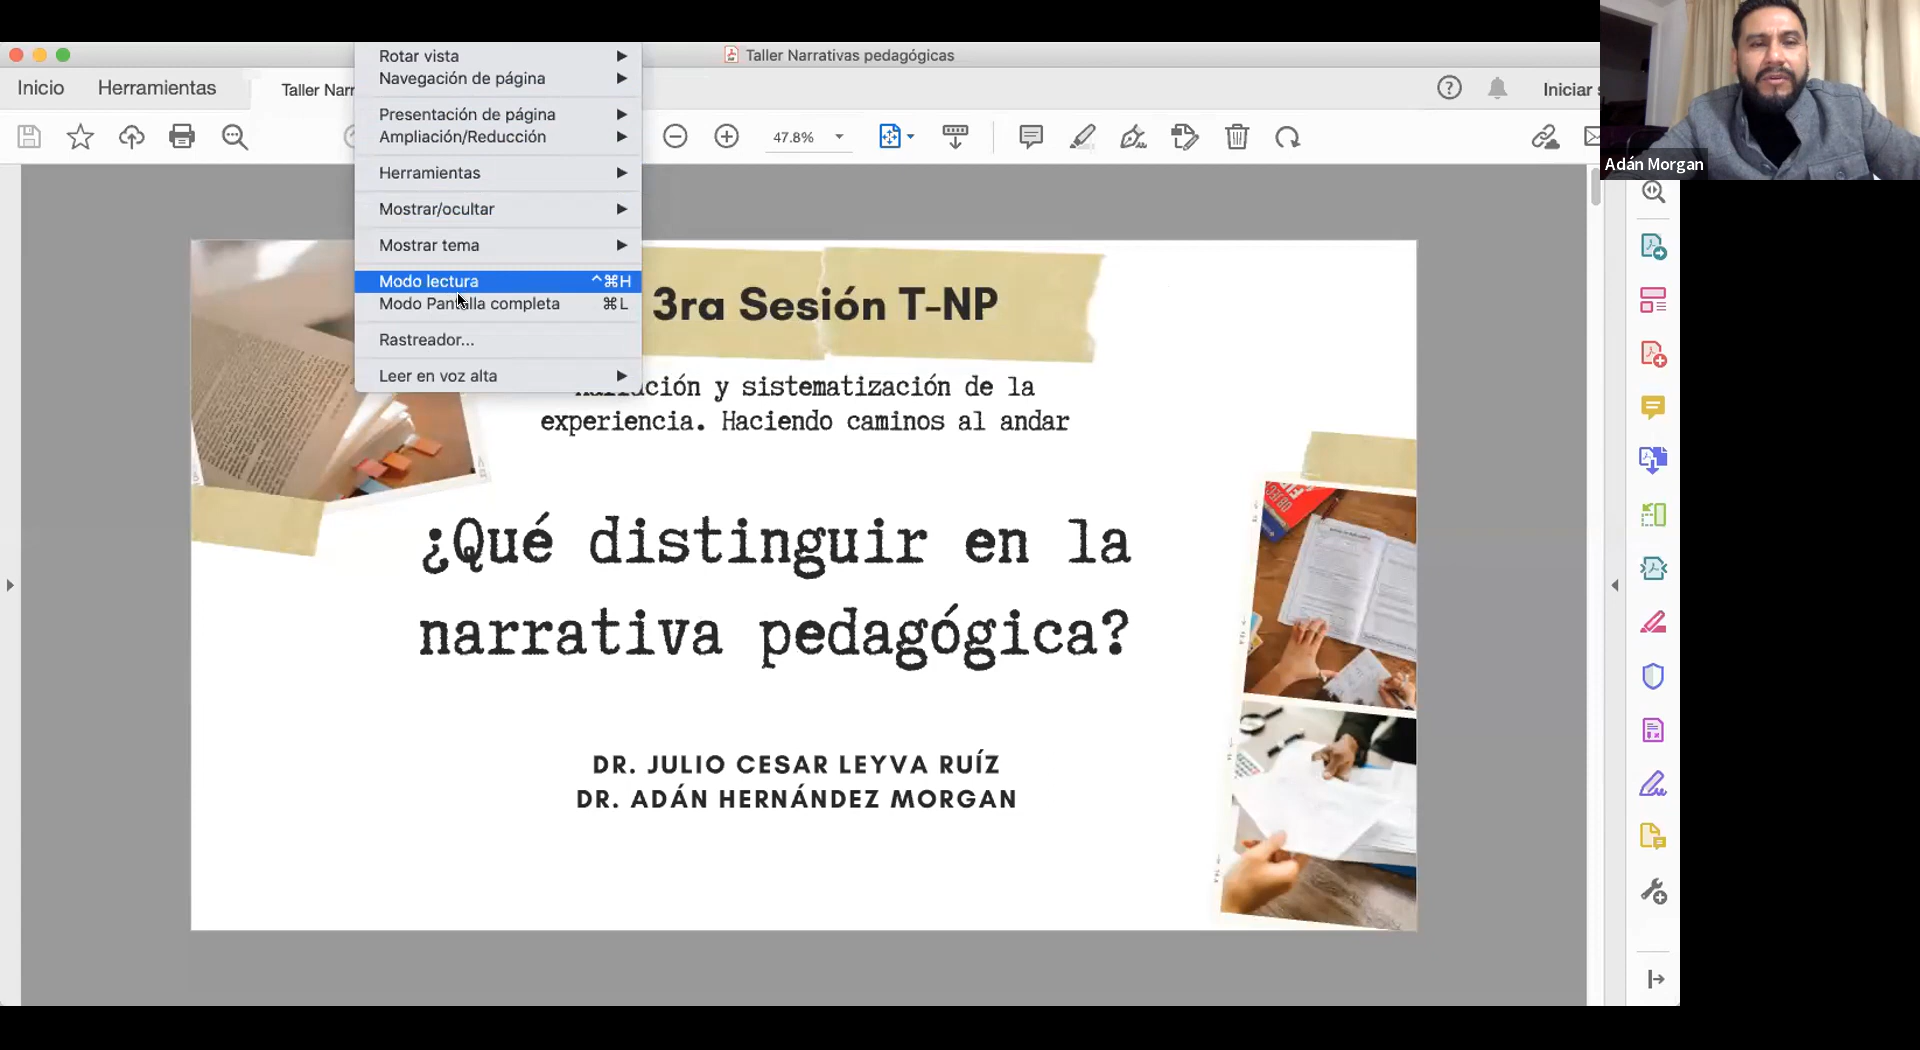 Taller Narrativas pedagógicas
Inicio
Herramientas
Taller Narr
Iniciar
47.8%
Rotar vista
Navegación de página
Presentación de página
Ampliación/Reducción
Herramientas
Mostrar/ocultar
Mostrar tema
Modo lectura ^⌘H
Modo Pantalla completa ⌘L
Rastreador...
Leer en voz alta
Adán Morgan
3ra Sesión T-NP
y sistematización de la
experiencia. Haciendo caminos al andar
¿Qué distinguir en la
narrativa pedagógica?
DR. JULIO CESAR LEYVA RUÍZ
DR. ADÁN HERNÁNDEZ MORGAN